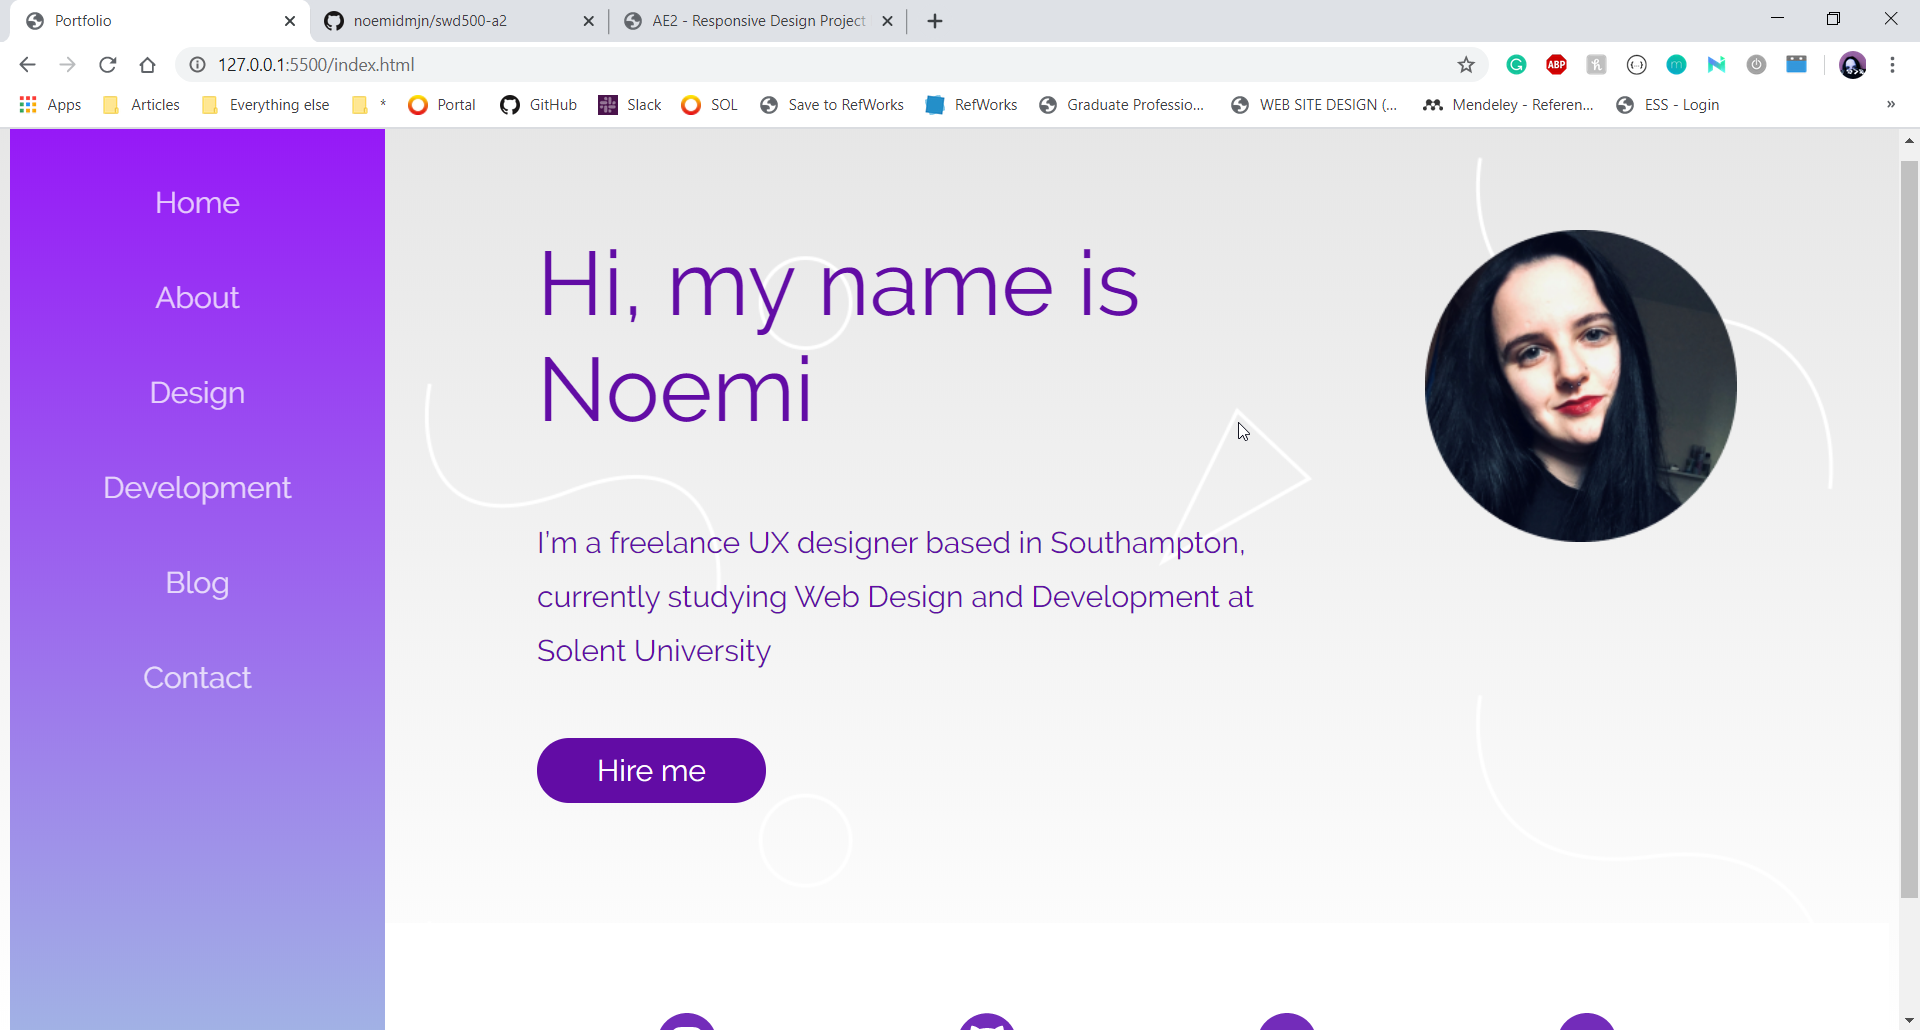 Portfolio
noemidmjn/swd500-a2
AE2 - Responsive Design Project
127.0.0.1:5500/index.html
ABP
Apps
Articles
Everything else
*
Portal
GitHub
Slack
SOL
Save to RefWorks
RefWorks
Graduate Professio...
WEB SITE DESIGN (...
Mendeley - Referen...
ESS - Login
»
Home
About
Design
Development
Blog
Contact
Hi, my name is
Noemi
I'm a freelance UX designer based in Southampton,
currently studying Web Design and Development at
Solent University
Hire me